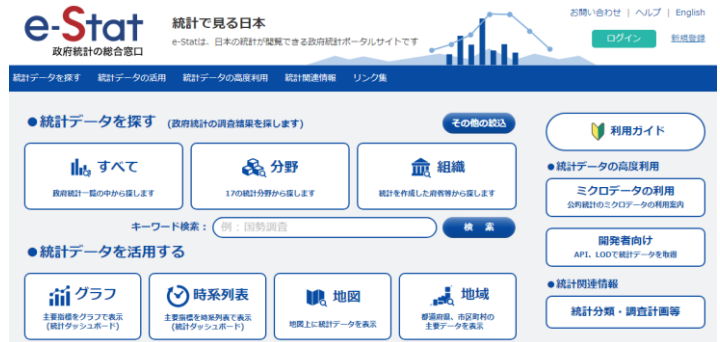 e-Stat
政府統計の総合窓口
統計で見る日本
e-Statは、日本の統計が閲覧できる政府統計ポータルサイトです
お問い合わせ | ヘルプ | English
ログイン
新規登録
統計データを探す 統計データの活用 統計データの高度利用 統計関連情報 リンク集
●統計データを探す (政府統計の調査結果を探します)
その他の絞込
すべて
政府統計一覧の中から探します
分野
17の統計分野から探します
組織
統計を作成した府省等から探します
キーワード検索：
例：国勢調査
検 索
●統計データを活用する
グラフ
主要指標をグラフで表示
(統計ダッシュボード)
時系列表
主要指標を時系列表で表示
(統計ダッシュボード)
地図
地図上に統計データを表示
地域
都道府県、市区町村の
主要データを表示
利用ガイド
●統計データの高度利用
ミクロデータの利用
公的統計のミクロデータの利用案内
開発者向け
API、LODで統計データを取得
●統計関連情報
統計分類・調査計画等